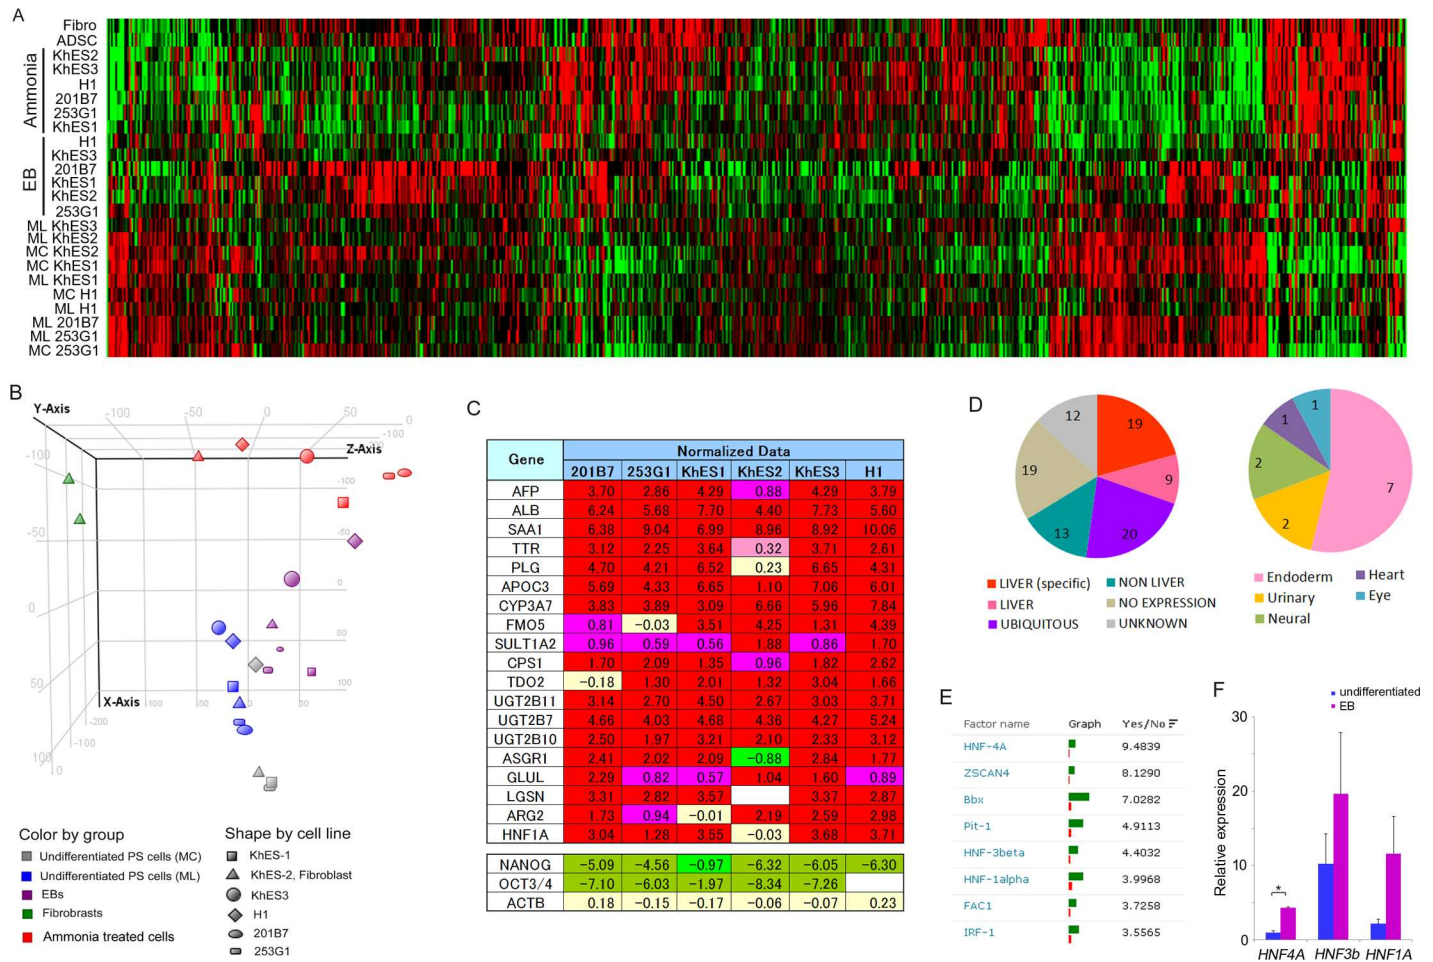 A
Fibro
ADSC
KhES2
KhES3
H1
201B7
253G1
KhES1
Ammonia
H1
KhES3
201B7
KhES1
KhES2
253G1
EB
ML KhES3
ML KhES2
MC KhES2
MC KhES1
ML KhES1
MC H1
ML H1
ML 201B7
ML 253G1
MC 253G1
B
Y-Axis
-100 0 50 0
-100
Z-Axis
-100
-100
-50
-50
0
0
50
50
100
X-Axis
100 50 0 50
-200
-100
100 0
Color by group
Undifferentiated PS cells (MC)
Undifferentiated PS cells (ML)
EBs
Fibrobrasts
Ammonia treated cells
Shape by cell line
KhES-1
KhES-2, Fibroblast
KhES3
H1
201B7
253G1
C
Gene Normalized Data
201B7 253G1 KhES1 KhES2 KhES3 H1
AFP 3.70 2.86 4.29 0.88 4.29 3.79
ALB 6.24 5.68 7.70 4.40 7.73 5.60
SAA1 6.38 9.04 6.99 8.96 8.92 10.06
TTR 3.12 2.25 3.64 0.32 3.71 2.61
PLG 4.70 4.21 6.52 0.23 6.65 4.31
APOC3 5.69 4.33 6.65 1.10 7.06 6.01
CYP3A7 3.83 3.89 3.09 6.66 5.96 7.84
FMO5 0.81 −0.03 3.51 4.25 1.31 4.39
SULT1A2 0.96 0.59 0.56 1.88 0.86 1.70
CPS1 1.70 2.09 1.35 0.96 1.82 2.62
TDO2 −0.18 1.30 2.01 1.32 3.04 1.66
UGT2B11 3.14 2.70 4.50 2.67 3.03 3.71
UGT2B7 4.66 4.03 4.68 4.36 4.27 5.24
UGT2B10 2.50 1.97 3.21 2.10 2.33 3.12
ASGR1 2.41 2.02 2.09 −0.88 2.84 1.77
GLUL 2.29 0.82 0.57 1.04 1.60 0.89
LGSN 3.31 2.82 3.57 3.37 2.87
ARG2 1.73 0.94 −0.01 2.19 2.59 2.98
HNF1A 3.04 1.28 3.55 −0.03 3.68 3.71
NANOG −5.09 −4.56 −0.97 −6.32 −6.05 −6.30
OCT3/4 −7.10 −6.03 −1.97 −8.34 −7.26
ACTB 0.18 −0.15 −0.17 −0.06 −0.07 0.23
D
12 19
19 9
13 20
LIVER (specific)
LIVER
UBIQUITOUS
NON LIVER
NO EXPRESSION
UNKNOWN
1 1
2 7
2
Endoderm
Urinary
Neural
Heart
Eye
E
Factor name Graph Yes/No
HNF-4A 9.4839
ZSCAN4 8.1290
Bbx 7.0282
Pit-1 4.9113
HNF-3beta 4.4032
HNF-1alpha 3.9968
FAC1 3.7258
IRF-1 3.5565
F
undifferentiated
EB
Relative expression
30
20
10
0
*
HNF4A HNF3b HNF1A